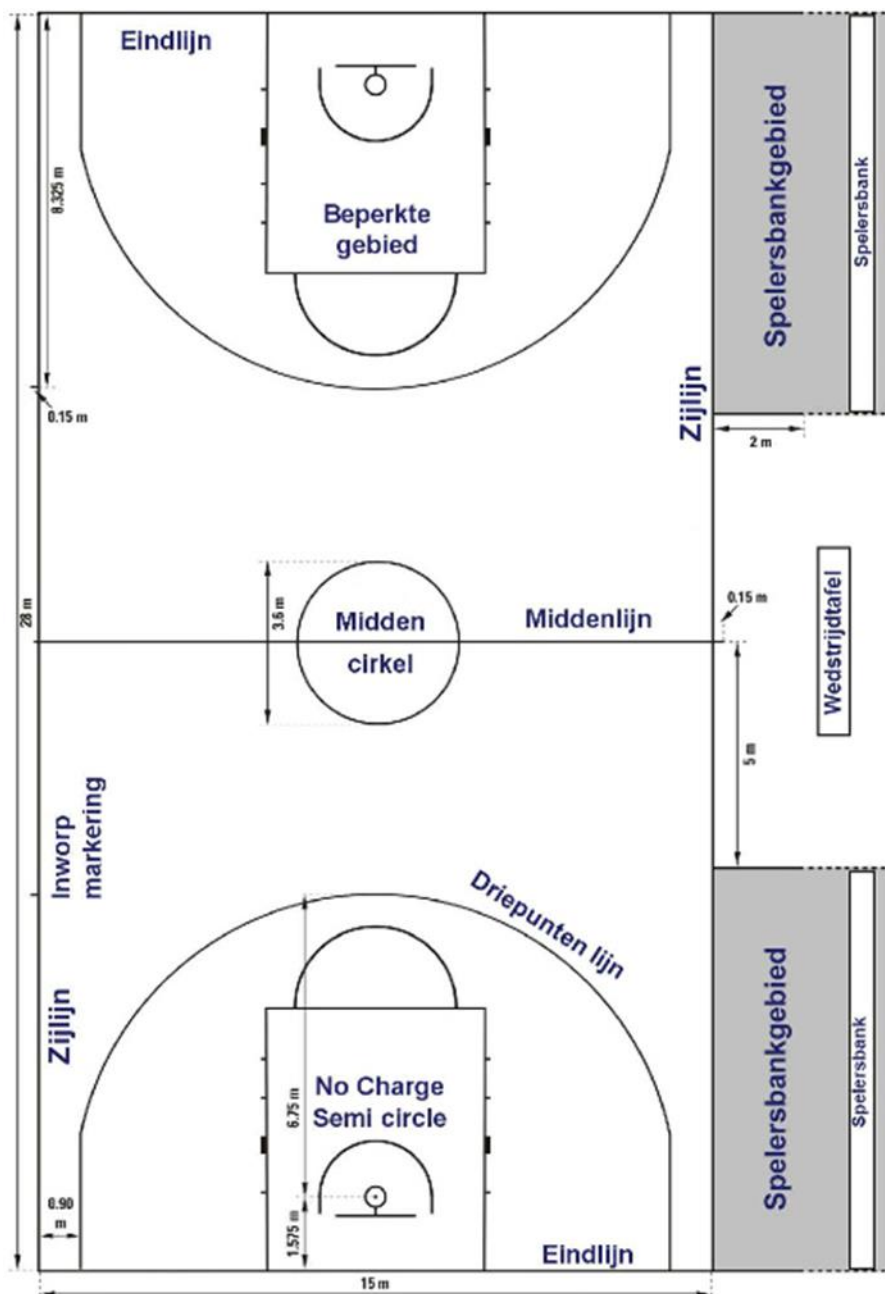 Eindlijn
8.325 m
Beperkte
gebied
Spelersbankgebied
Spelersbank
0.15 m
Zijlijn
2 m
28 m
3.6 m
Midden
cirkel
Middenlijn
0.15 m
Wedstrijdtafel
5 m
Inworp
markering
Driepunten lijn
Zijlijn
6.75 m
No Charge
Semi circle
Spelersbankgebied
Spelersbank
0.90
m
1.575 m
Eindlijn
15 m